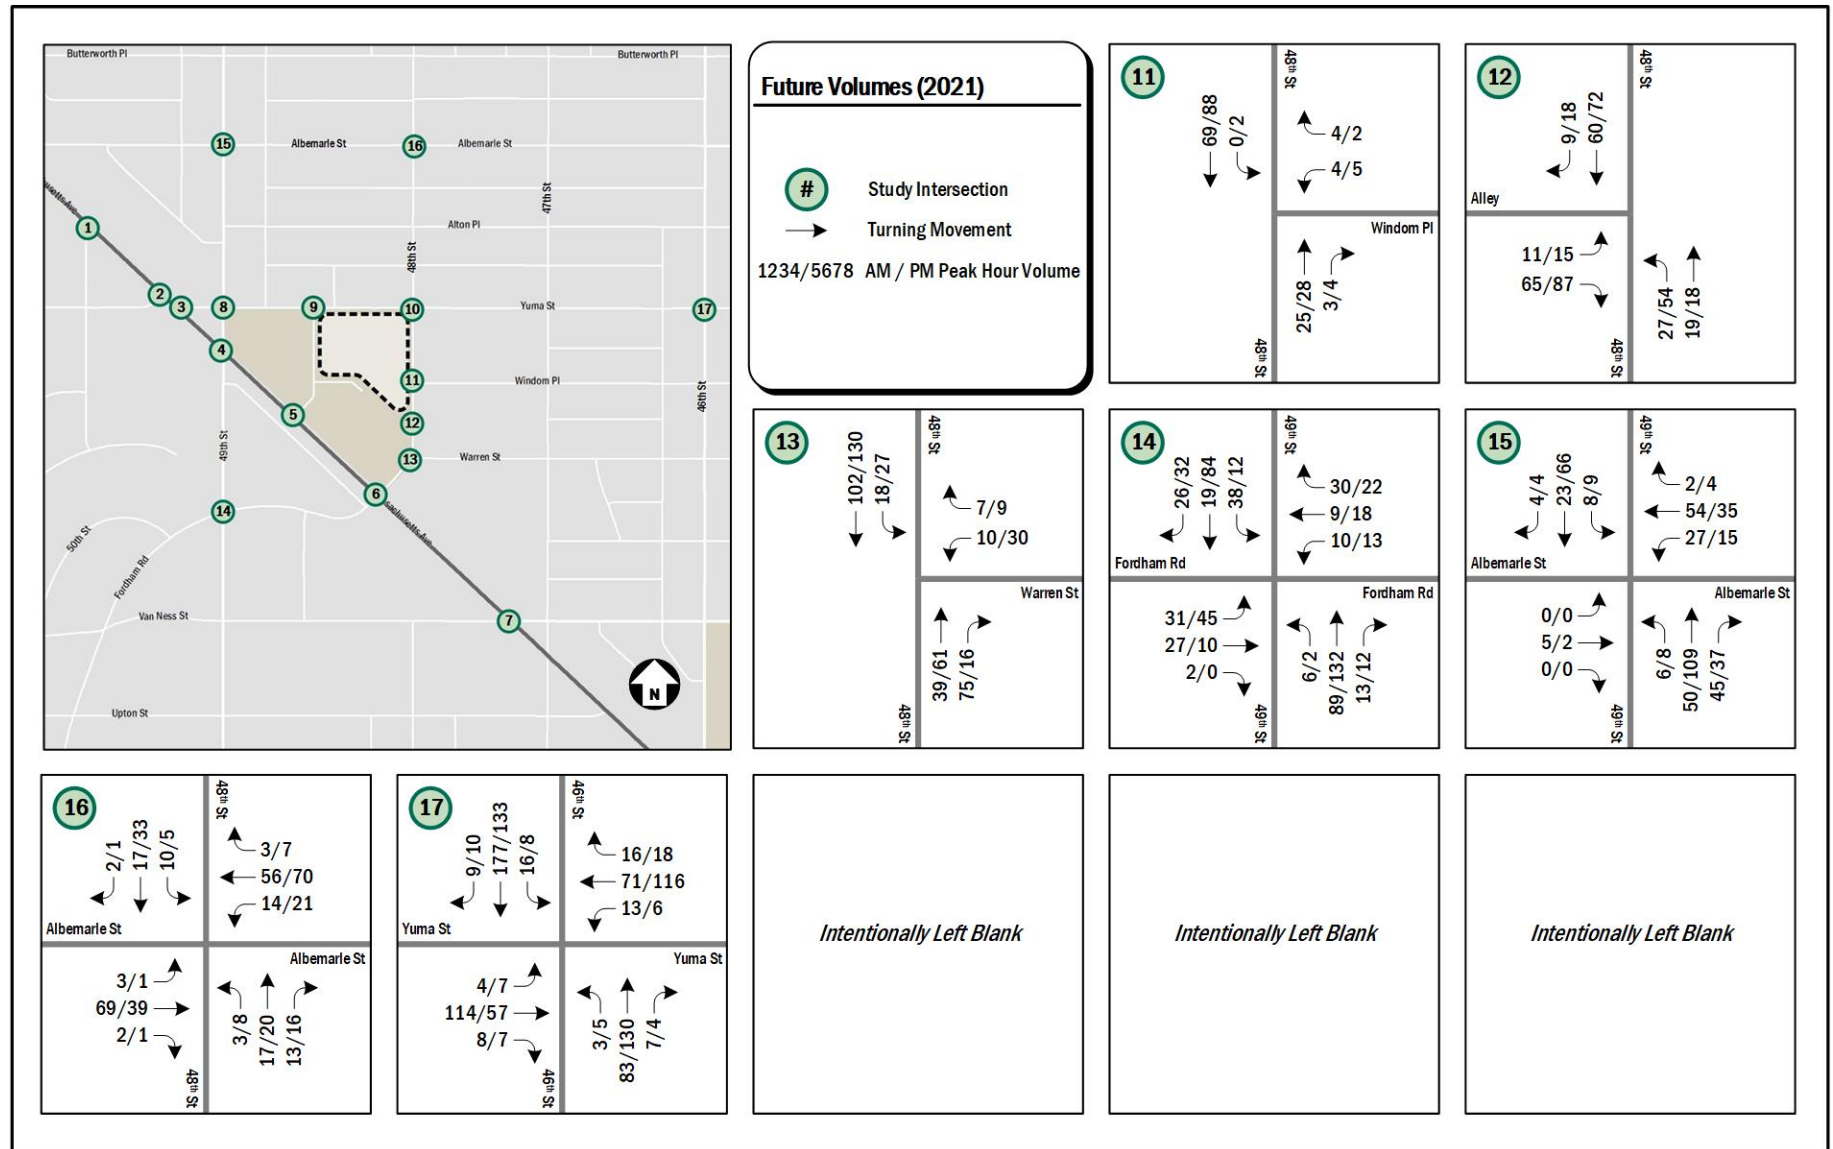 Butterworth Pl
Butterworth Pl
15
Albemarle St
16
Albemarle St
47th St
1
Alton Pl
48th St
2
3
8
9
10
Yuma St
17
4
11
Windom Pl
46th St
5
12
49th St
13
Warren St
6
14
50th St
Fordham Rd
Van Ness St
7
N
Upton St
Future Volumes (2021)
# Study Intersection
Turning Movement
1234/5678 AM / PM Peak Hour Volume
11
48th St
69/88
0/2
4/2
4/5
Windom Pl
25/28
3/4
48th St
12
48th St
9/18
60/72
Alley
11/15
65/87
27/54
19/18
48th St
13
48th St
102/130
18/27
7/9
10/30
Warren St
39/61
75/16
48th St
14
49th St
26/32
19/84
38/12
30/22
9/18
10/13
Fordham Rd
Fordham Rd
31/45
27/10
2/0
6/2
89/132
13/12
49th St
15
49th St
4/4
23/66
8/9
2/4
54/35
27/15
Albemarle St
Albemarle St
0/0
5/2
0/0
6/8
50/109
45/37
49th St
16
48th St
2/1
17/33
10/5
3/7
56/70
14/21
Albemarle St
Albemarle St
3/1
69/39
2/1
3/8
17/20
13/16
48th St
17
46th St
9/10
177/133
16/8
16/18
71/116
13/6
Yuma St
Yuma St
4/7
114/57
8/7
3/5
83/130
7/4
46th St
Intentionally Left Blank
Intentionally Left Blank
Intentionally Left Blank